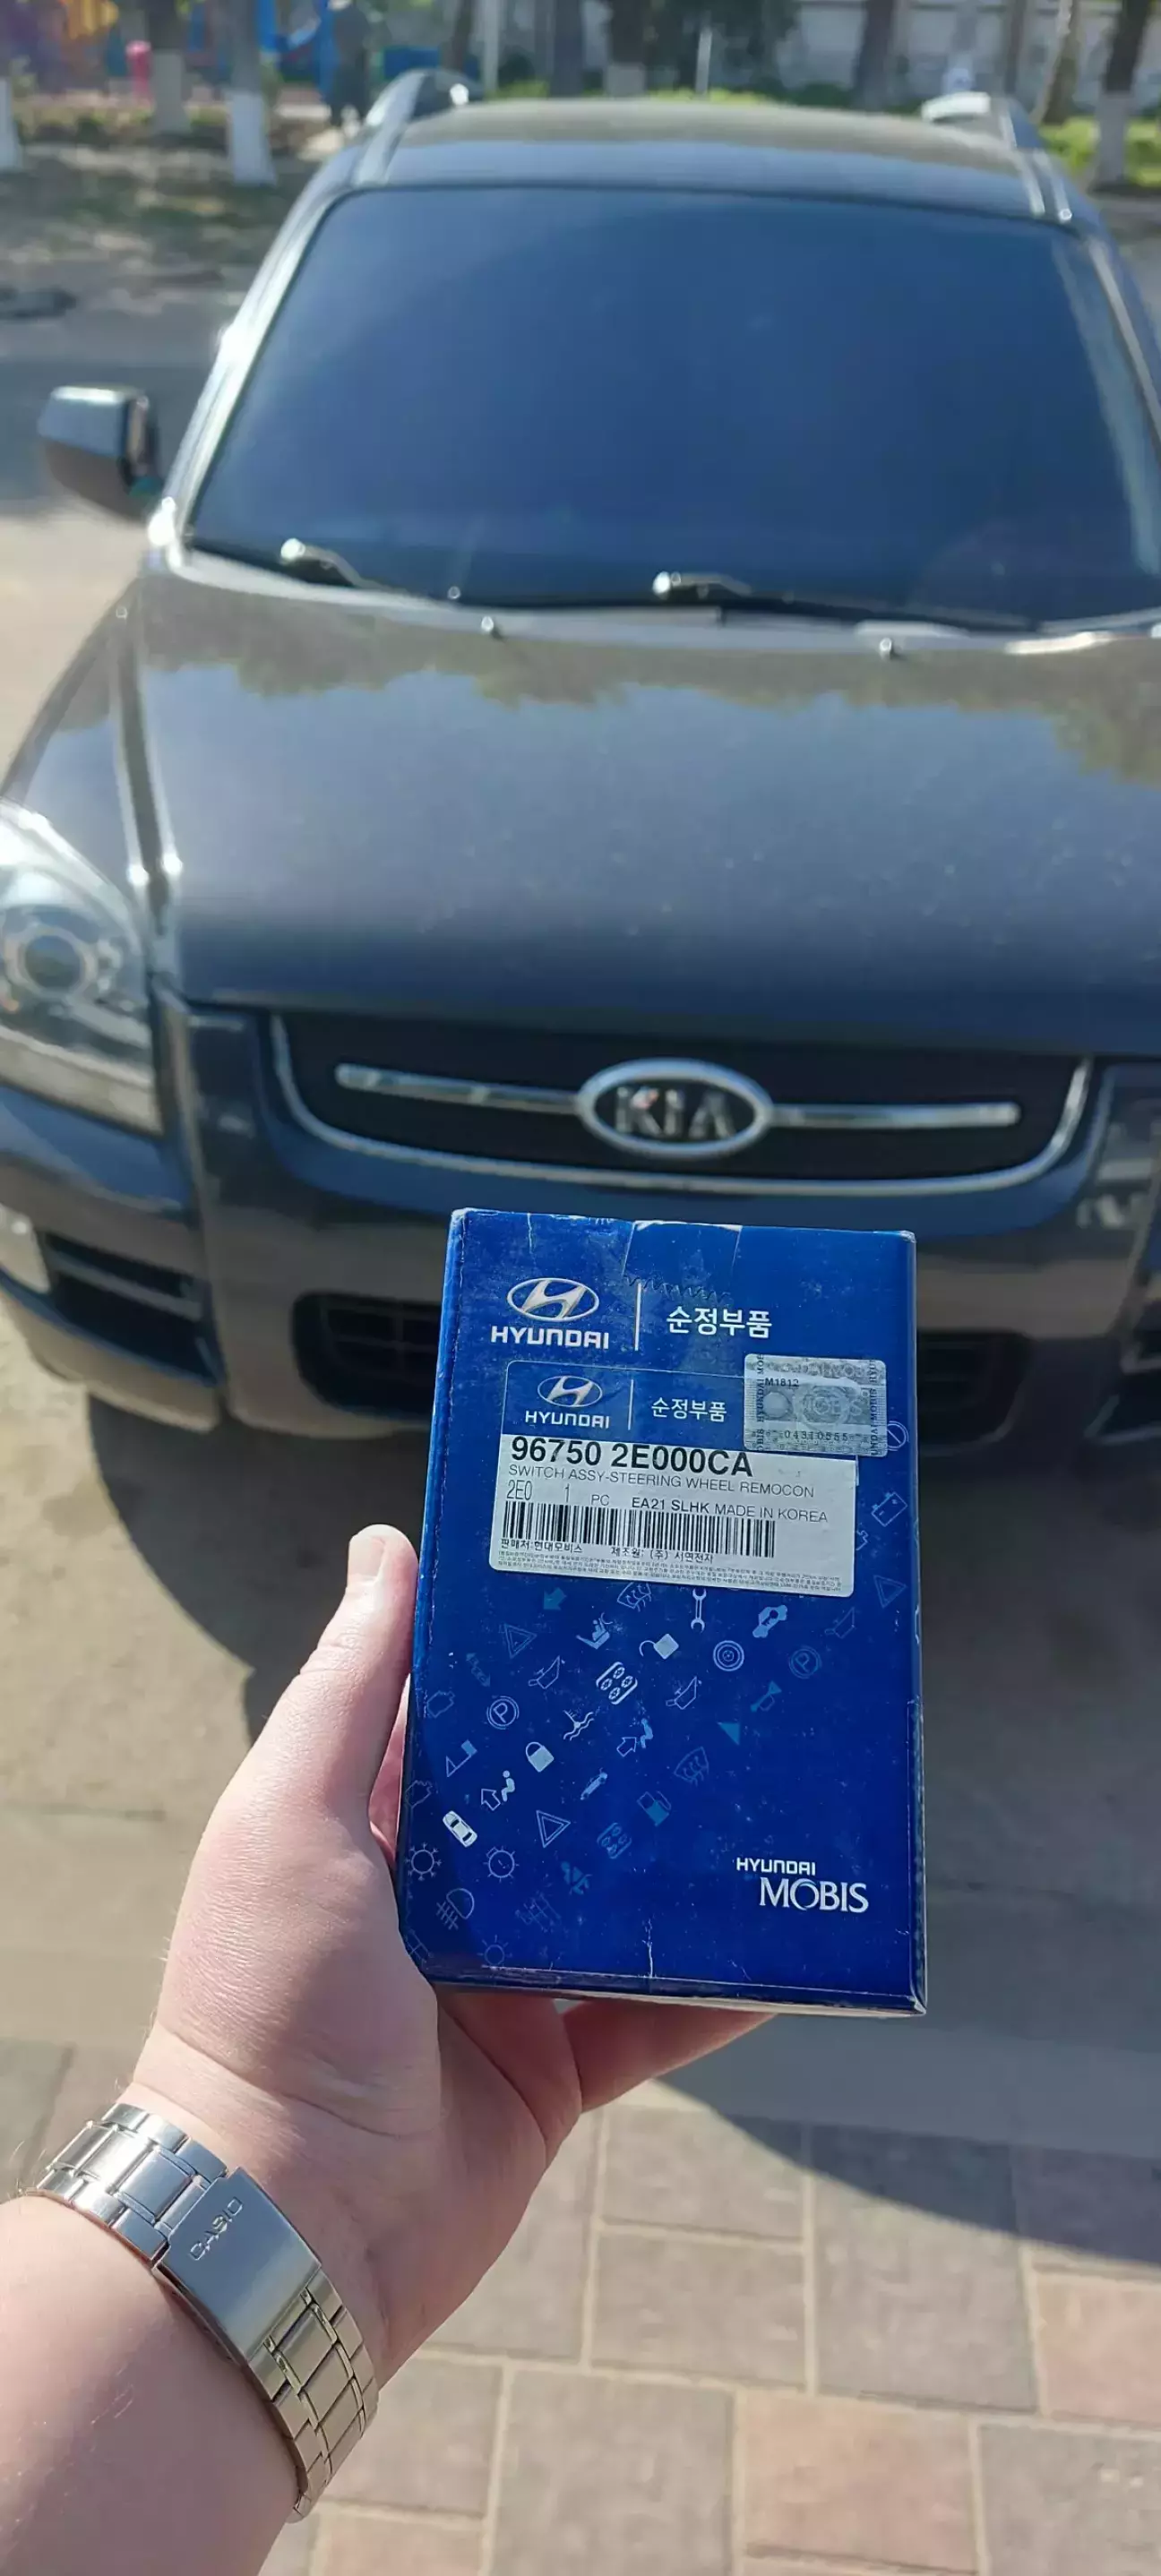 KIA
HYUNDAI
순정부품
HYUNDAI
순정부품
M1812
96750 2E000CA
SWITCH ASSY-STEERING WHEEL REMOCON
2E0 1 PC EA21 SLHK MADE IN KOREA
판매처:현대모비스 제조원: (주) 서연전자
HYUNDAI
MOBIS
CASIO